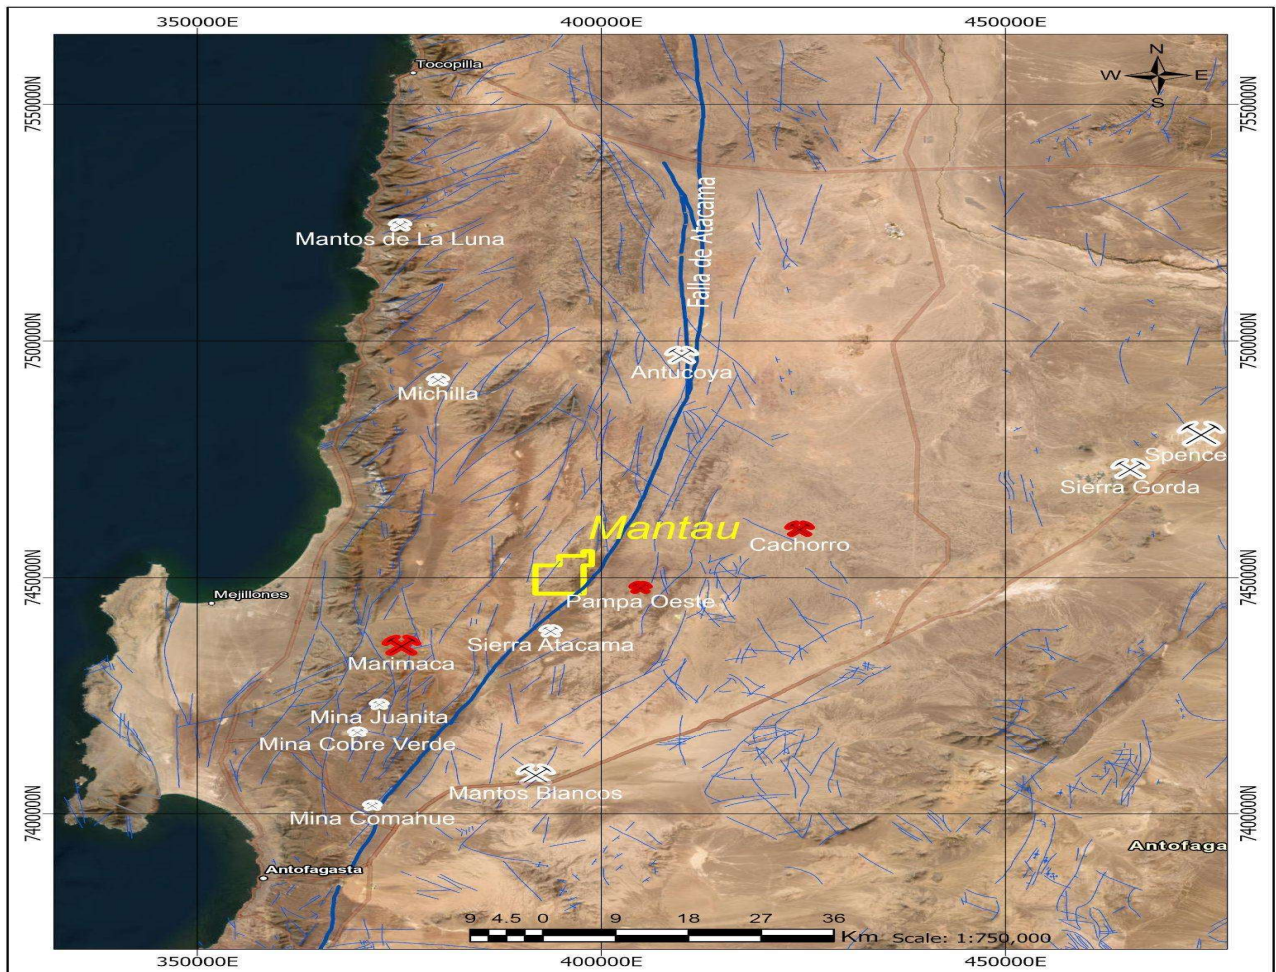 350000E 400000E 450000E
N
W E
S
Tocopilla
7550000N 7550000N
Falla de Atacama
Mantos de La Luna
7500000N 7500000N
Antucoya
Michilla
Spence
Sierra Gorda
Mantau
Cachorro
7450000N 7450000N
Mejillones
Pampa Oeste
Sierra Atacama
Marimaca
Mina Juanita
Mina Cobre Verde
Mantos Blancos
7400000N 7400000N
Mina Comahue
Antofaga
Antofagasta
9 4.5 0 9 18 27 36
Km Scale: 1:750,000
350000E 400000E 450000E